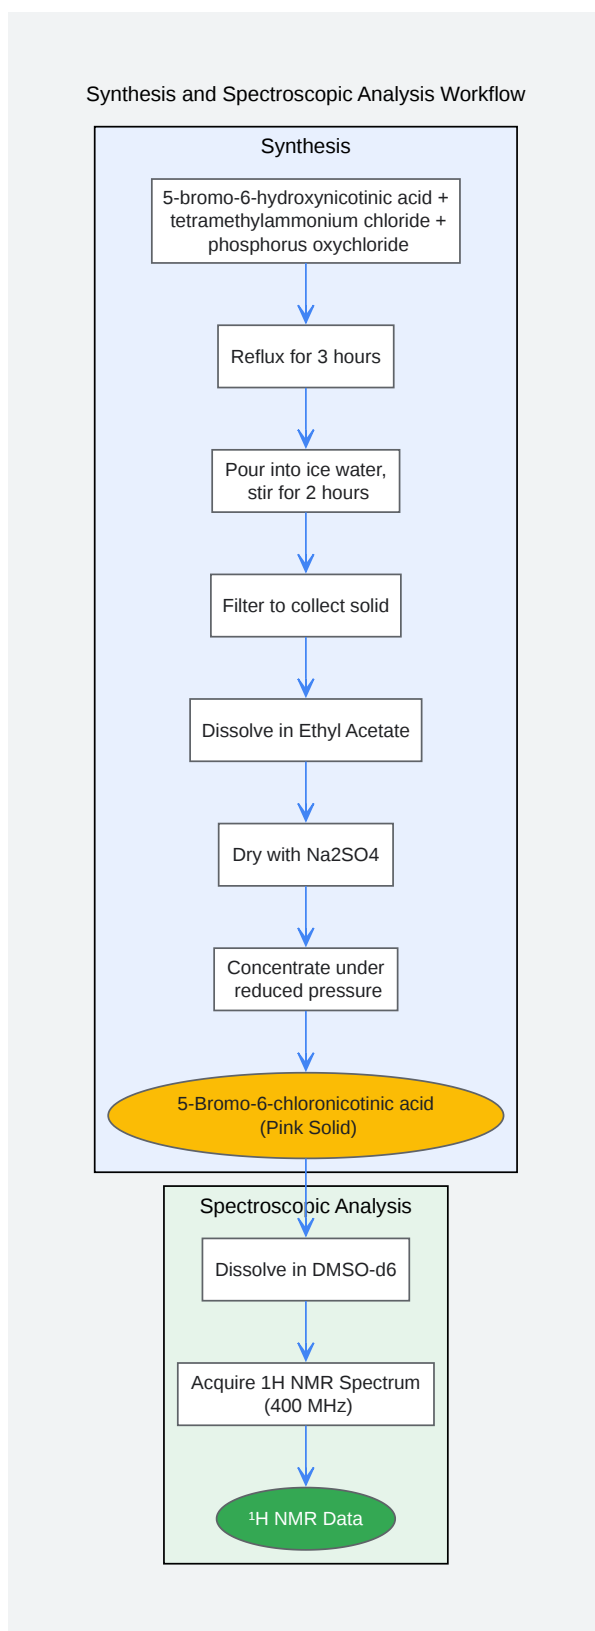 Synthesis and Spectroscopic Analysis Workflow
Synthesis
5-bromo-6-hydroxynicotinic acid +
tetramethylammonium chloride +
phosphorus oxychloride
Reflux for 3 hours
Pour into ice water,
stir for 2 hours
Filter to collect solid
Dissolve in Ethyl Acetate
Dry with Na2SO4
Concentrate under
reduced pressure
5-Bromo-6-chloronicotinic acid
(Pink Solid)
Spectroscopic Analysis
Dissolve in DMSO-d6
Acquire 1H NMR Spectrum
(400 MHz)
¹H NMR Data